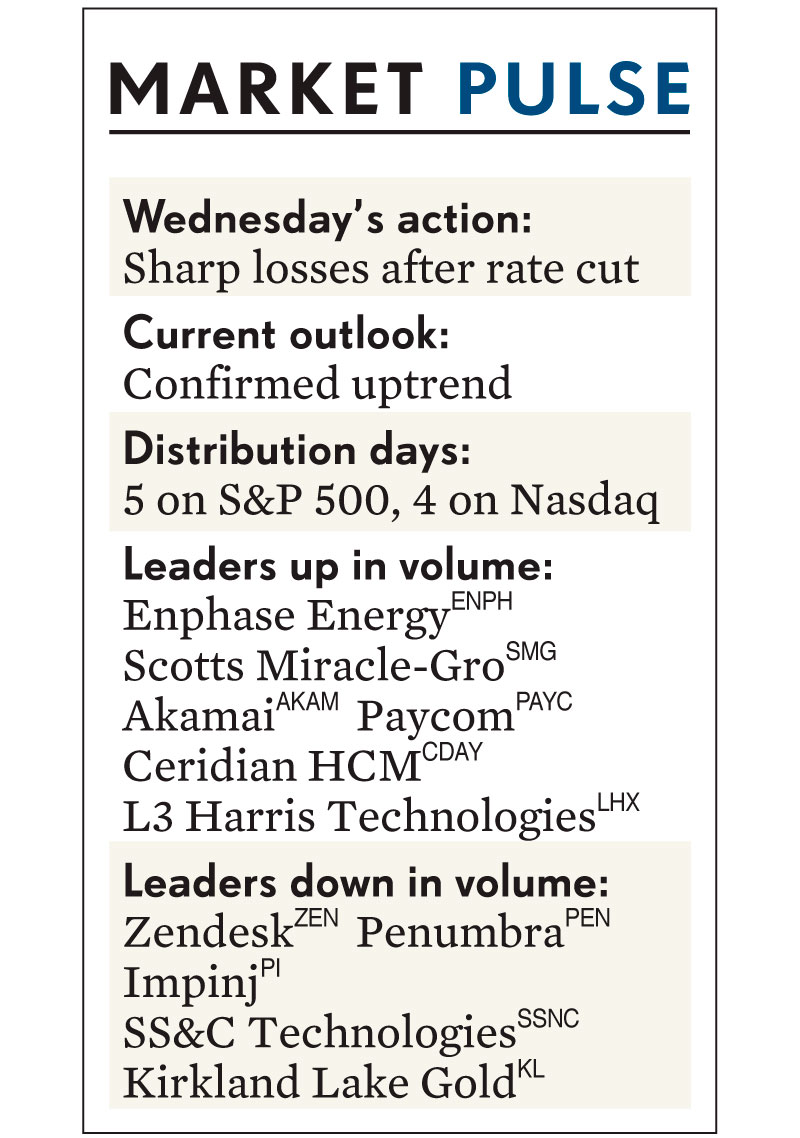 MARKET PULSE
Wednesday’s action:
Sharp losses after rate cut
Current outlook:
Confirmed uptrend
Distribution days:
5 on S&P 500, 4 on Nasdaq
Leaders up in volume:
Enphase Energy ENPH
Scotts Miracle-Gro SMG
Akamai AKAM Paycom PAYC
Ceridian HCM CDAY
L3 Harris Technologies LHX
Leaders down in volume:
Zendesk ZEN Penumbra PEN
Impinj PI
SS&C Technologies SSNC
Kirkland Lake Gold KL